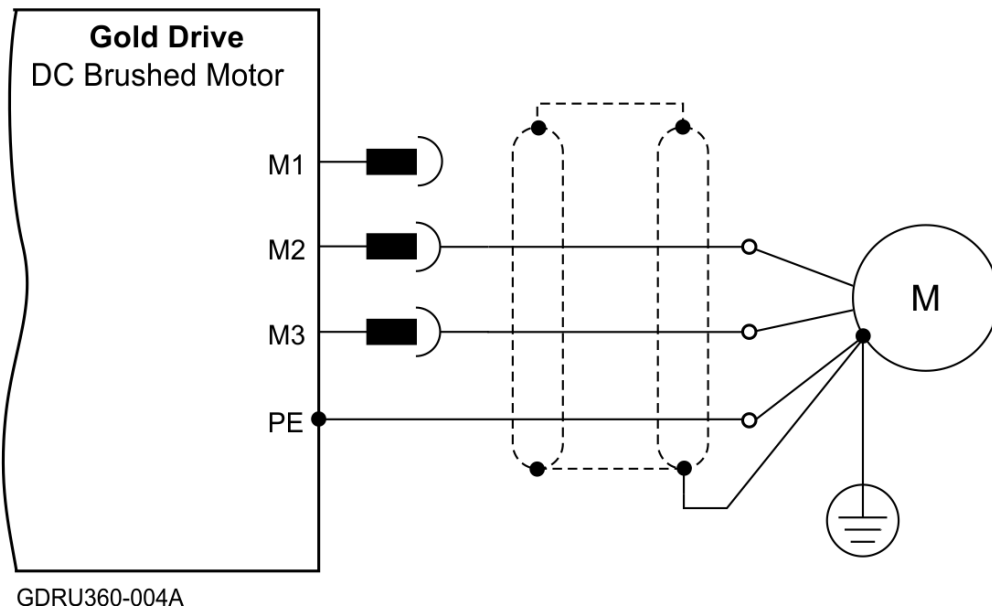 Gold Drive
DC Brushed Motor
M1
M2
M3
PE
M
GDRU360-004A